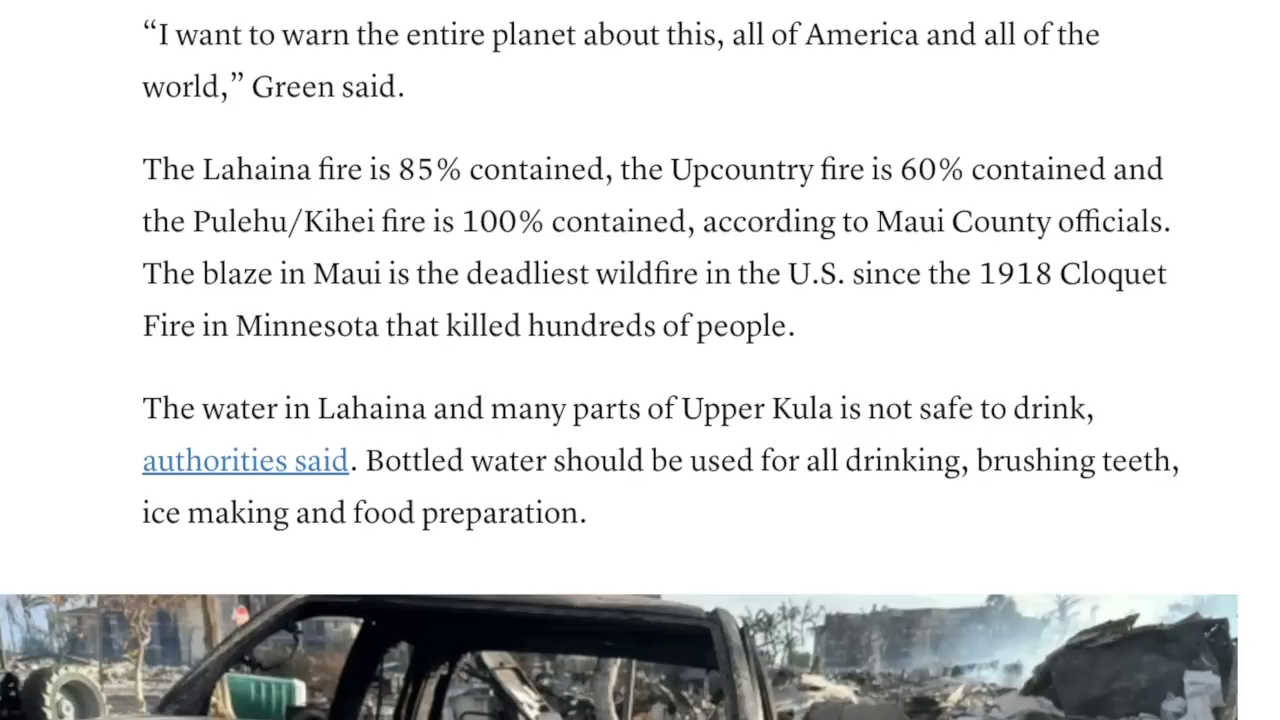 “I want to warn the entire planet about this, all of America and all of the
world,” Green said.
The Lahaina fire is 85% contained, the Upcountry fire is 60% contained and
the Pulehu/Kihei fire is 100% contained, according to Maui County officials.
The blaze in Maui is the deadliest wildfire in the U.S. since the 1918 Cloquet
Fire in Minnesota that killed hundreds of people.
The water in Lahaina and many parts of Upper Kula is not safe to drink,
authorities said. Bottled water should be used for all drinking, brushing teeth,
ice making and food preparation.